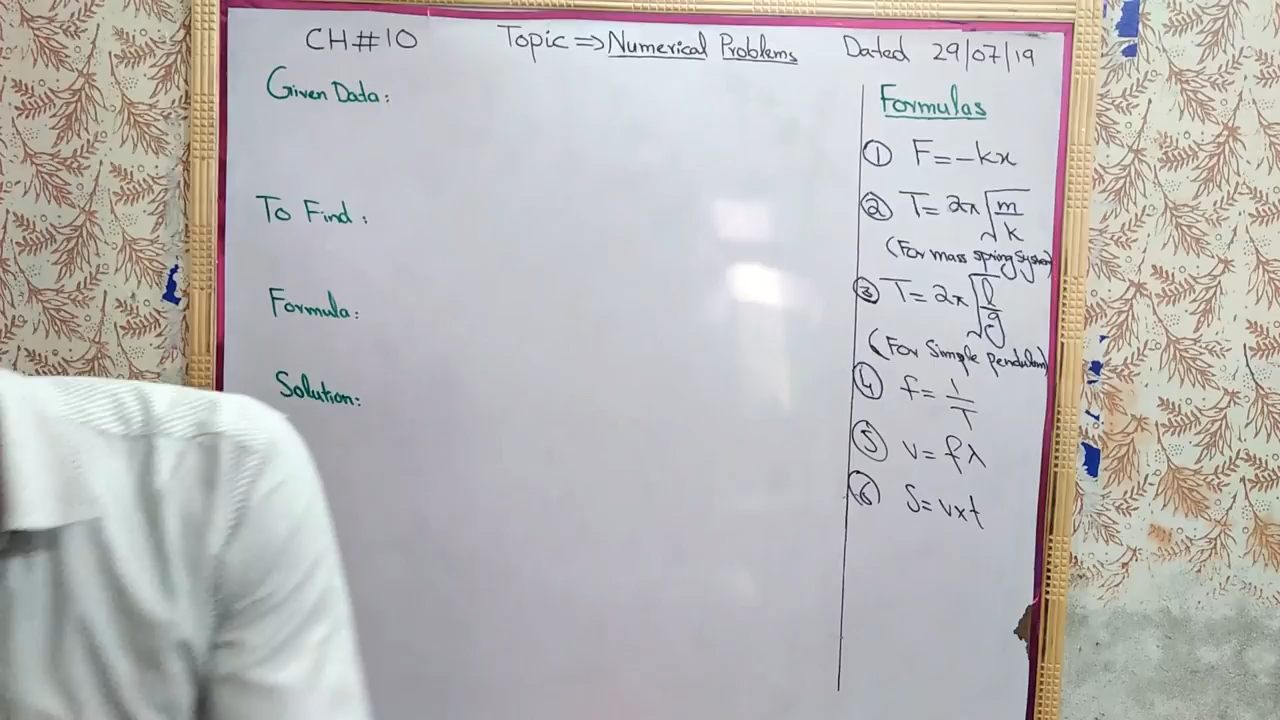 CH#10 Topic ⇒ Numerical Problems Dated 29/07/19
Given Data:
To Find:
Formula:
Solution:
Formulas
① F=-kx
② T=2π√(m/k)
(For mass spring System)
③ T=2π√(l/g)
(For Simple pendulum)
④ f=1/T
⑤ v=fλ
⑥ S=v×t